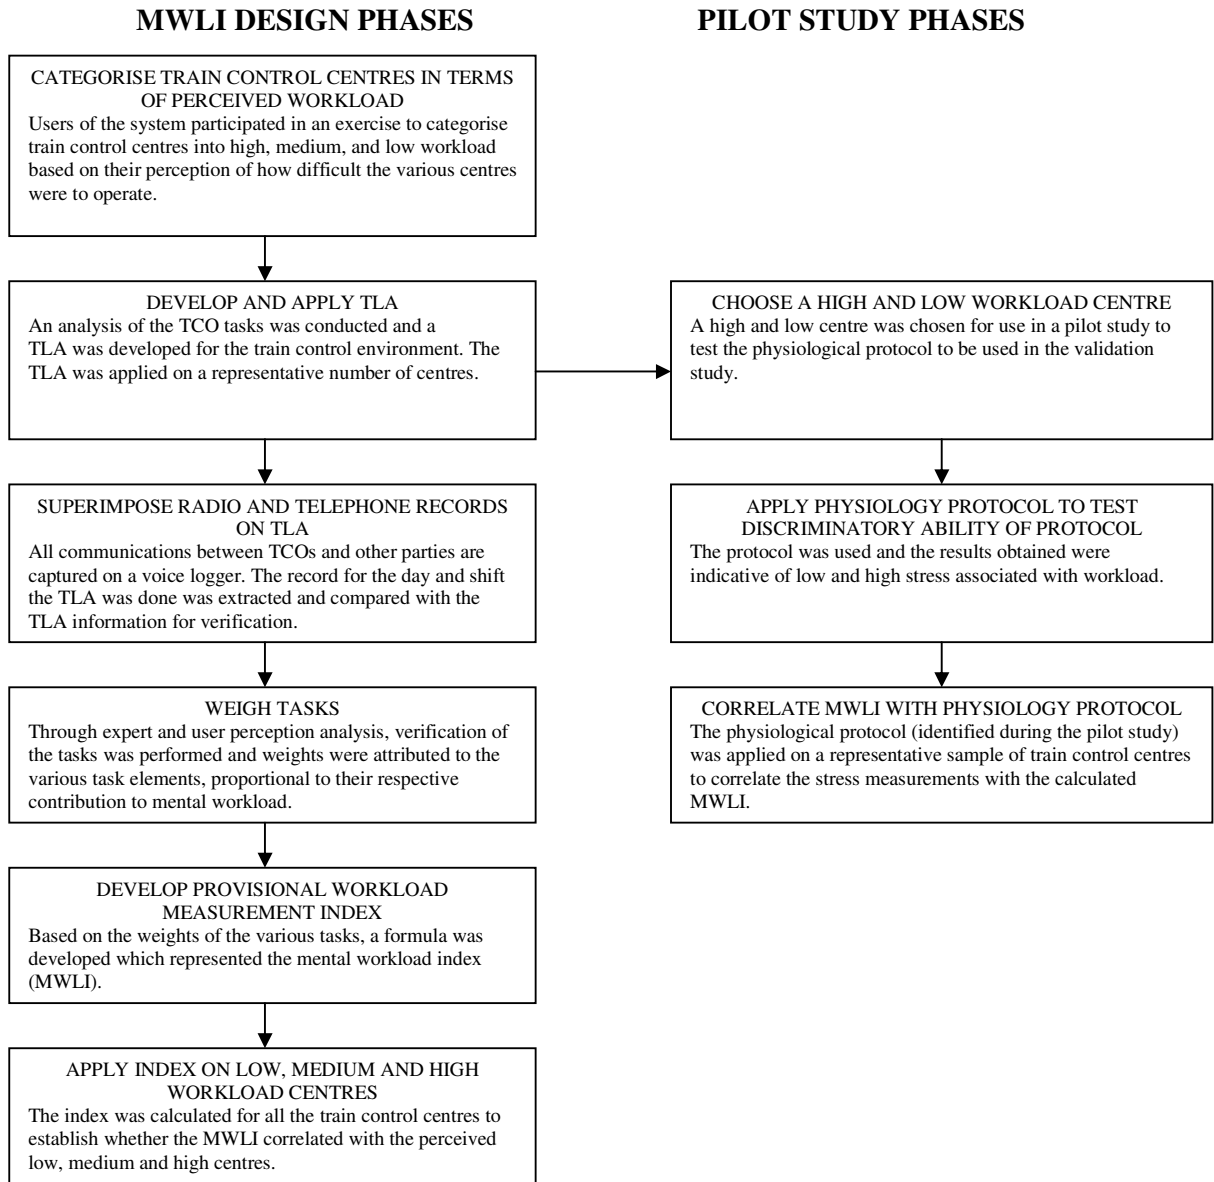 MWLI DESIGN PHASES
CATEGORISE TRAIN CONTROL CENTRES IN TERMS
OF PERCEIVED WORKLOAD
Users of the system participated in an exercise to categorise
train control centres into high, medium, and low workload
based on their perception of how difficult the various centres
were to operate.
DEVELOP AND APPLY TLA
An analysis of the TCO tasks was conducted and a
TLA was developed for the train control environment. The
TLA was applied on a representative number of centres.
SUPERIMPOSE RADIO AND TELEPHONE RECORDS
ON TLA
All communications between TCOs and other parties are
captured on a voice logger. The record for the day and shift
the TLA was done was extracted and compared with the
TLA information for verification.
WEIGH TASKS
Through expert and user perception analysis, verification of
the tasks was performed and weights were attributed to the
various task elements, proportional to their respective
contribution to mental workload.
DEVELOP PROVISIONAL WORKLOAD
MEASUREMENT INDEX
Based on the weights of the various tasks, a formula was
developed which represented the mental workload index
(MWLI).
APPLY INDEX ON LOW, MEDIUM AND HIGH
WORKLOAD CENTRES
The index was calculated for all the train control centres to
establish whether the MWLI correlated with the perceived
low, medium and high centres.
PILOT STUDY PHASES
CHOOSE A HIGH AND LOW WORKLOAD CENTRE
A high and low centre was chosen for use in a pilot study to
test the physiological protocol to be used in the validation
study.
APPLY PHYSIOLOGY PROTOCOL TO TEST
DISCRIMINATORY ABILITY OF PROTOCOL
The protocol was used and the results obtained were
indicative of low and high stress associated with workload.
CORRELATE MWLI WITH PHYSIOLOGY PROTOCOL
The physiological protocol (identified during the pilot study)
was applied on a representative sample of train control centres
to correlate the stress measurements with the calculated
MWLI.